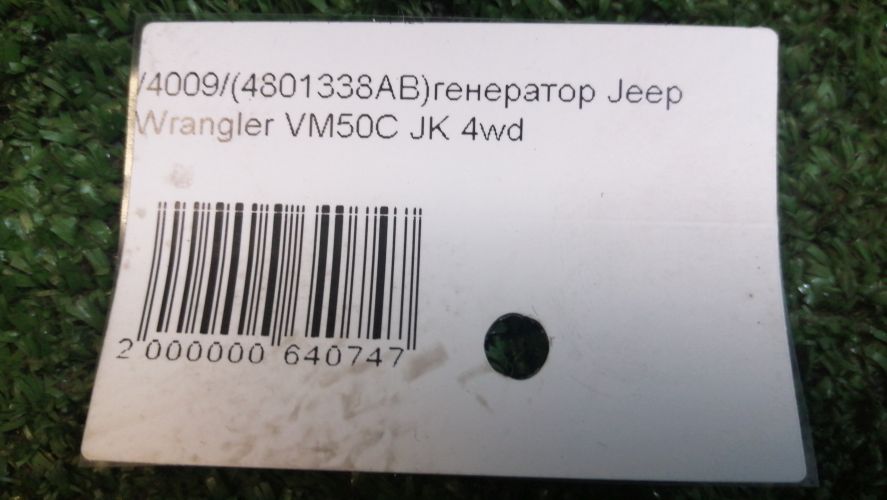 /4009/(4801338AB)генератор Jeep
Wrangler VM50C JK 4wd
2 000000 640747